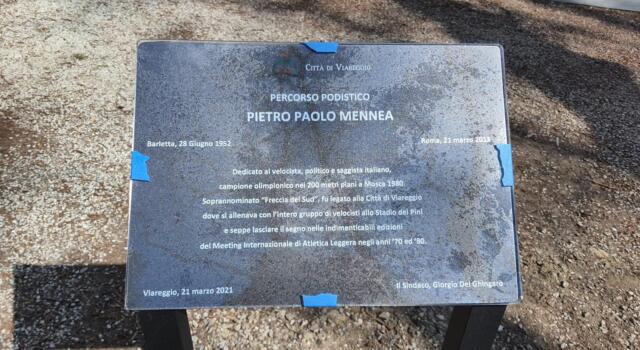 CITTÀ DI VIAREGGIO
PERCORSO PODISTICO
PIETRO PAOLO MENNEA
Barletta, 28 Giugno 1952 Roma, 21 marzo 2013
Dedicato al velocista, politico e saggista italiano,
campione olimpionico nei 200 metri piani a Mosca 1980.
Soprannominato "Freccia del Sud", fu legato alla Città di Viareggio
dove si allenava con l'intero gruppo di velocisti allo Stadio dei Pini
e seppe lasciare il segno nelle indimenticabili edizioni
del Meeting Internazionale di Atletica Leggera negli anni '70 ed '80.
Viareggio, 21 marzo 2021 Il Sindaco, Giorgio Del Ghingaro